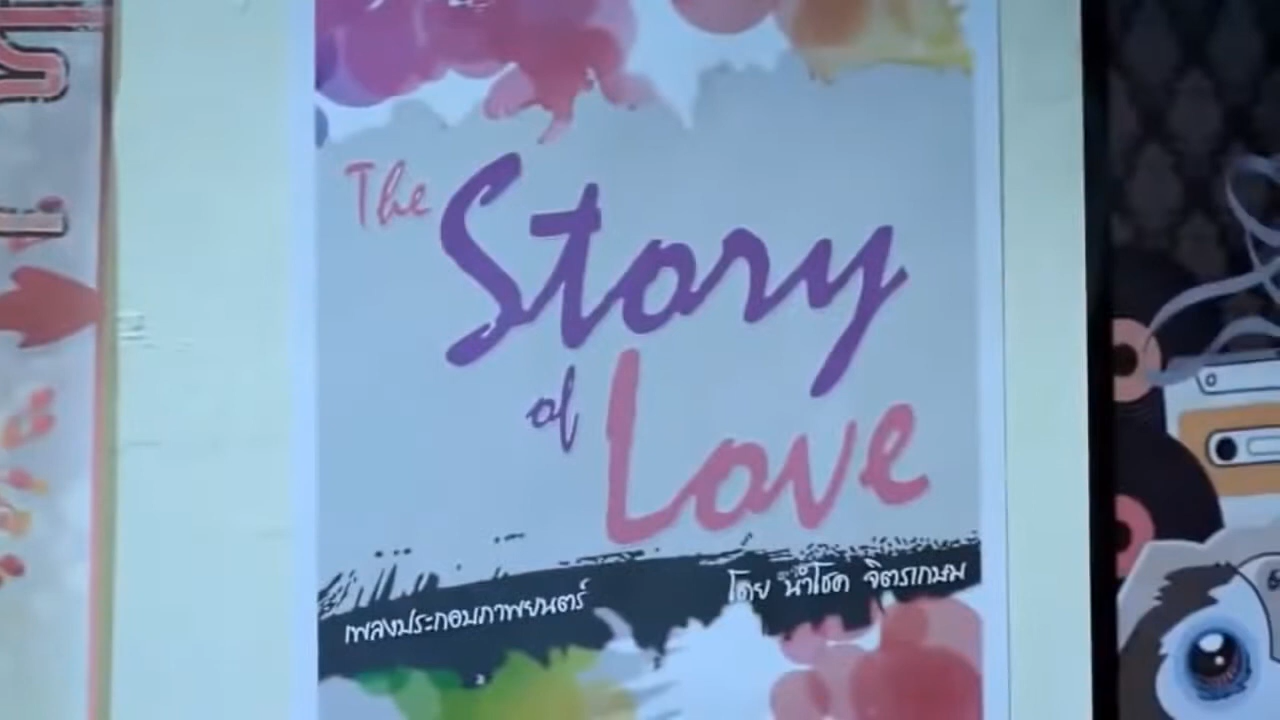 The
Story
of
Love
เพลงประกอบภาพยนตร์
โดย นำโชค จิตรเกษม